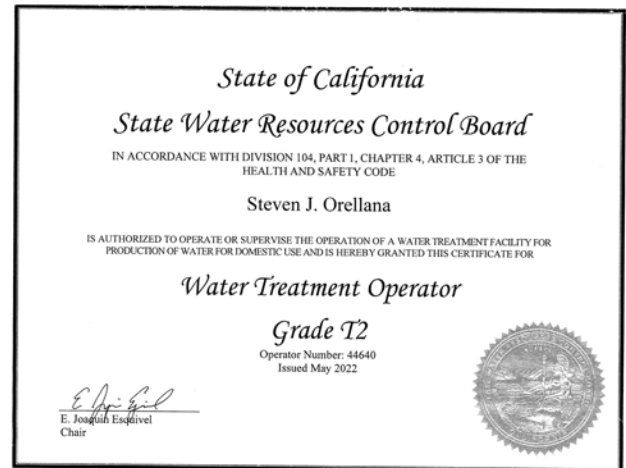 State of California
State Water Resources Control Board
IN ACCORDANCE WITH DIVISION 104, PART 1, CHAPTER 4, ARTICLE 3 OF THE
HEALTH AND SAFETY CODE
Steven J. Orellana
IS AUTHORIZED TO OPERATE OR SUPERVISE THE OPERATION OF A WATER TREATMENT FACILITY FOR
PRODUCTION OF WATER FOR DOMESTIC USE AND IS HEREBY GRANTED THIS CERTIFICATE FOR
Water Treatment Operator
Grade T2
Operator Number: 44640
Issued May 2022
E. Joaquin Esquivel
Chair